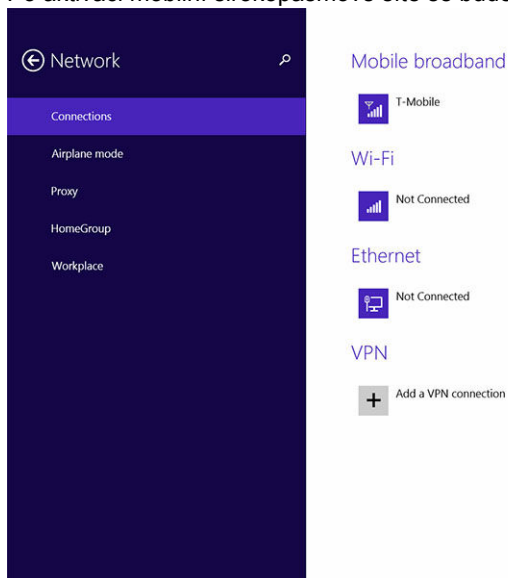 Network
Connections
Airplane mode
Proxy
HomeGroup
Workplace
Mobile broadband
T-Mobile
Wi-Fi
Not Connected
Ethernet
Not Connected
VPN
Add a VPN connection